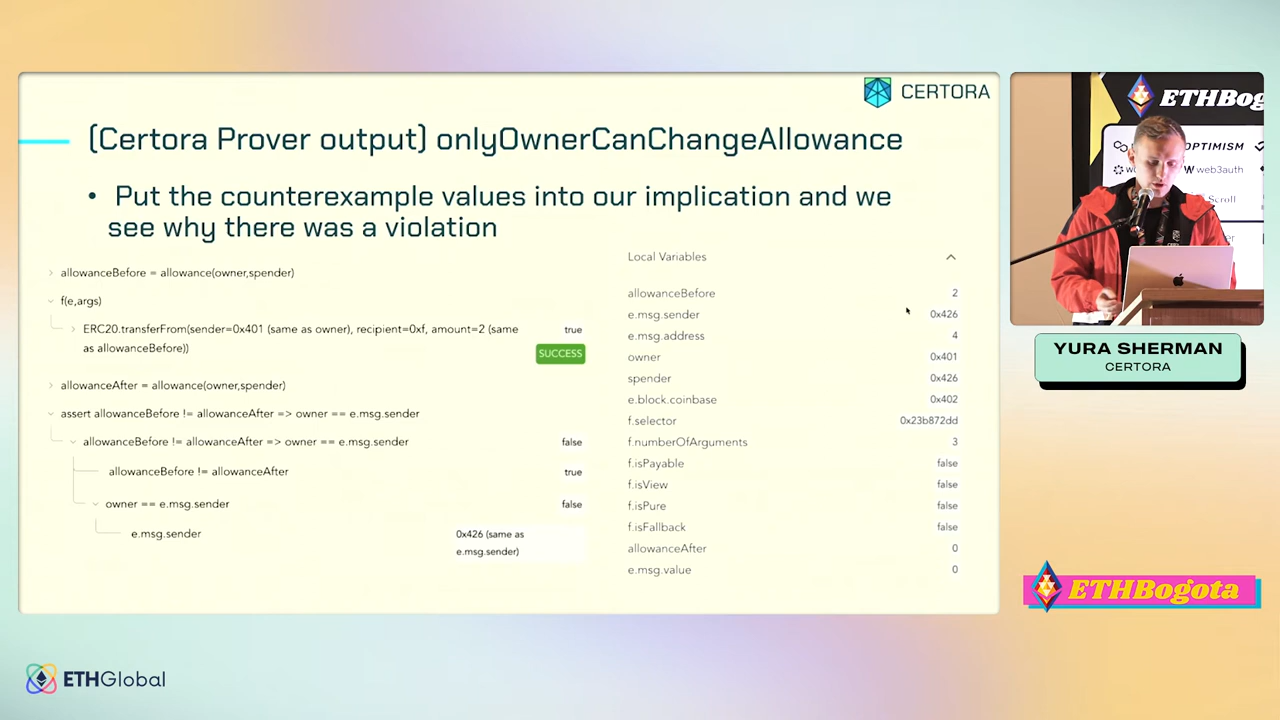 CERTORA
(Certora Prover output) onlyOwnerCanChangeAllowance
• Put the counterexample values into our implication and we
see why there was a violation
allowanceBefore = allowance(owner,spender)
f(e,args)
ERC20.transferFrom(sender=0x401 (same as owner), recipient=0xf, amount=2 (same
as allowanceBefore))
true
SUCCESS
allowanceAfter = allowance(owner,spender)
assert allowanceBefore != allowanceAfter => owner == e.msg.sender
allowanceBefore != allowanceAfter => owner == e.msg.sender false
allowanceBefore != allowanceAfter true
owner == e.msg.sender false
e.msg.sender 0x426 (same as
e.msg.sender)
Local Variables
allowanceBefore 2
e.msg.sender 0x426
e.msg.address 4
owner 0x401
spender 0x426
e.block.coinbase 0x402
f.selector 0x23b872dd
f.numberOfArguments 3
f.isPayable false
f.isView false
f.isPure false
f.isFallback false
allowanceAfter 0
e.msg.value 0
ETHBog
OPTIMISM
web3auth
Scroll
YURA SHERMAN
CERTORA
ETHBogota
ETHGlobal